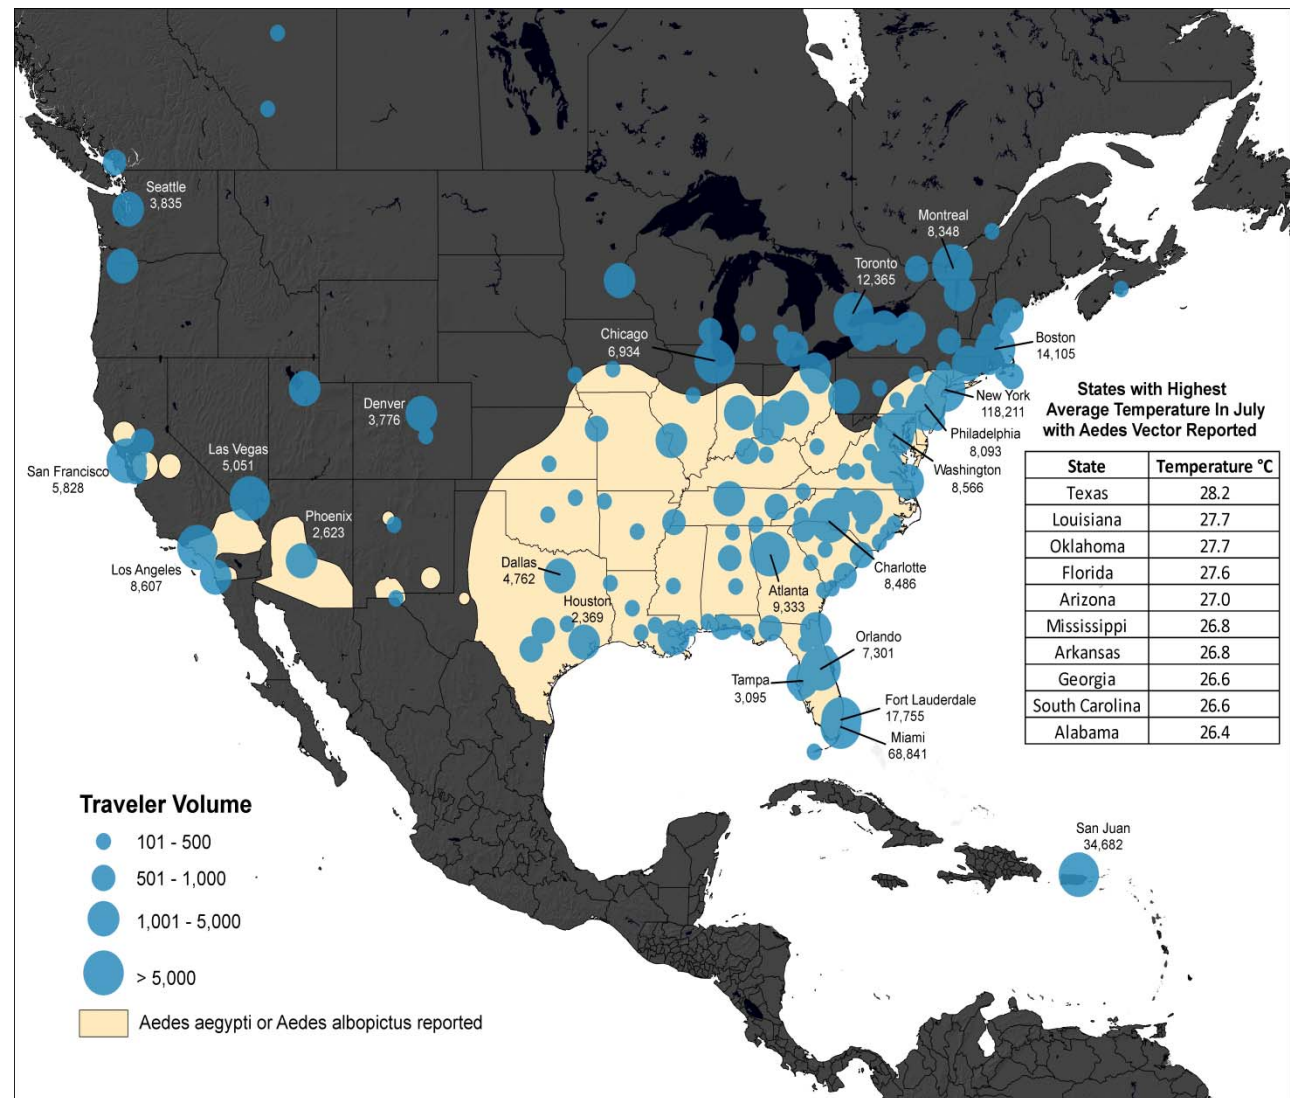 Seattle
3,835
Montreal
8,348
Toronto
12,365
Chicago
6,934
Boston
14,105
Denver
3,776
New York
118,211
Philadelphia
8,093
Washington
8,566
Las Vegas
5,051
San Francisco
5,828
Phoenix
2,623
Los Angeles
8,607
Dallas
4,762
Houston
2,369
Atlanta
9,333
Charlotte
8,486
Orlando
7,301
Tampa
3,095
Fort Lauderdale
17,755
Miami
68,841
San Juan
34,682
States with Highest
Average Temperature In July
with Aedes Vector Reported
State Temperature °C
Texas 28.2
Louisiana 27.7
Oklahoma 27.7
Florida 27.6
Arizona 27.0
Mississippi 26.8
Arkansas 26.8
Georgia 26.6
South Carolina 26.6
Alabama 26.4
Traveler Volume
101 - 500
501 - 1,000
1,001 - 5,000
> 5,000
Aedes aegypti or Aedes albopictus reported